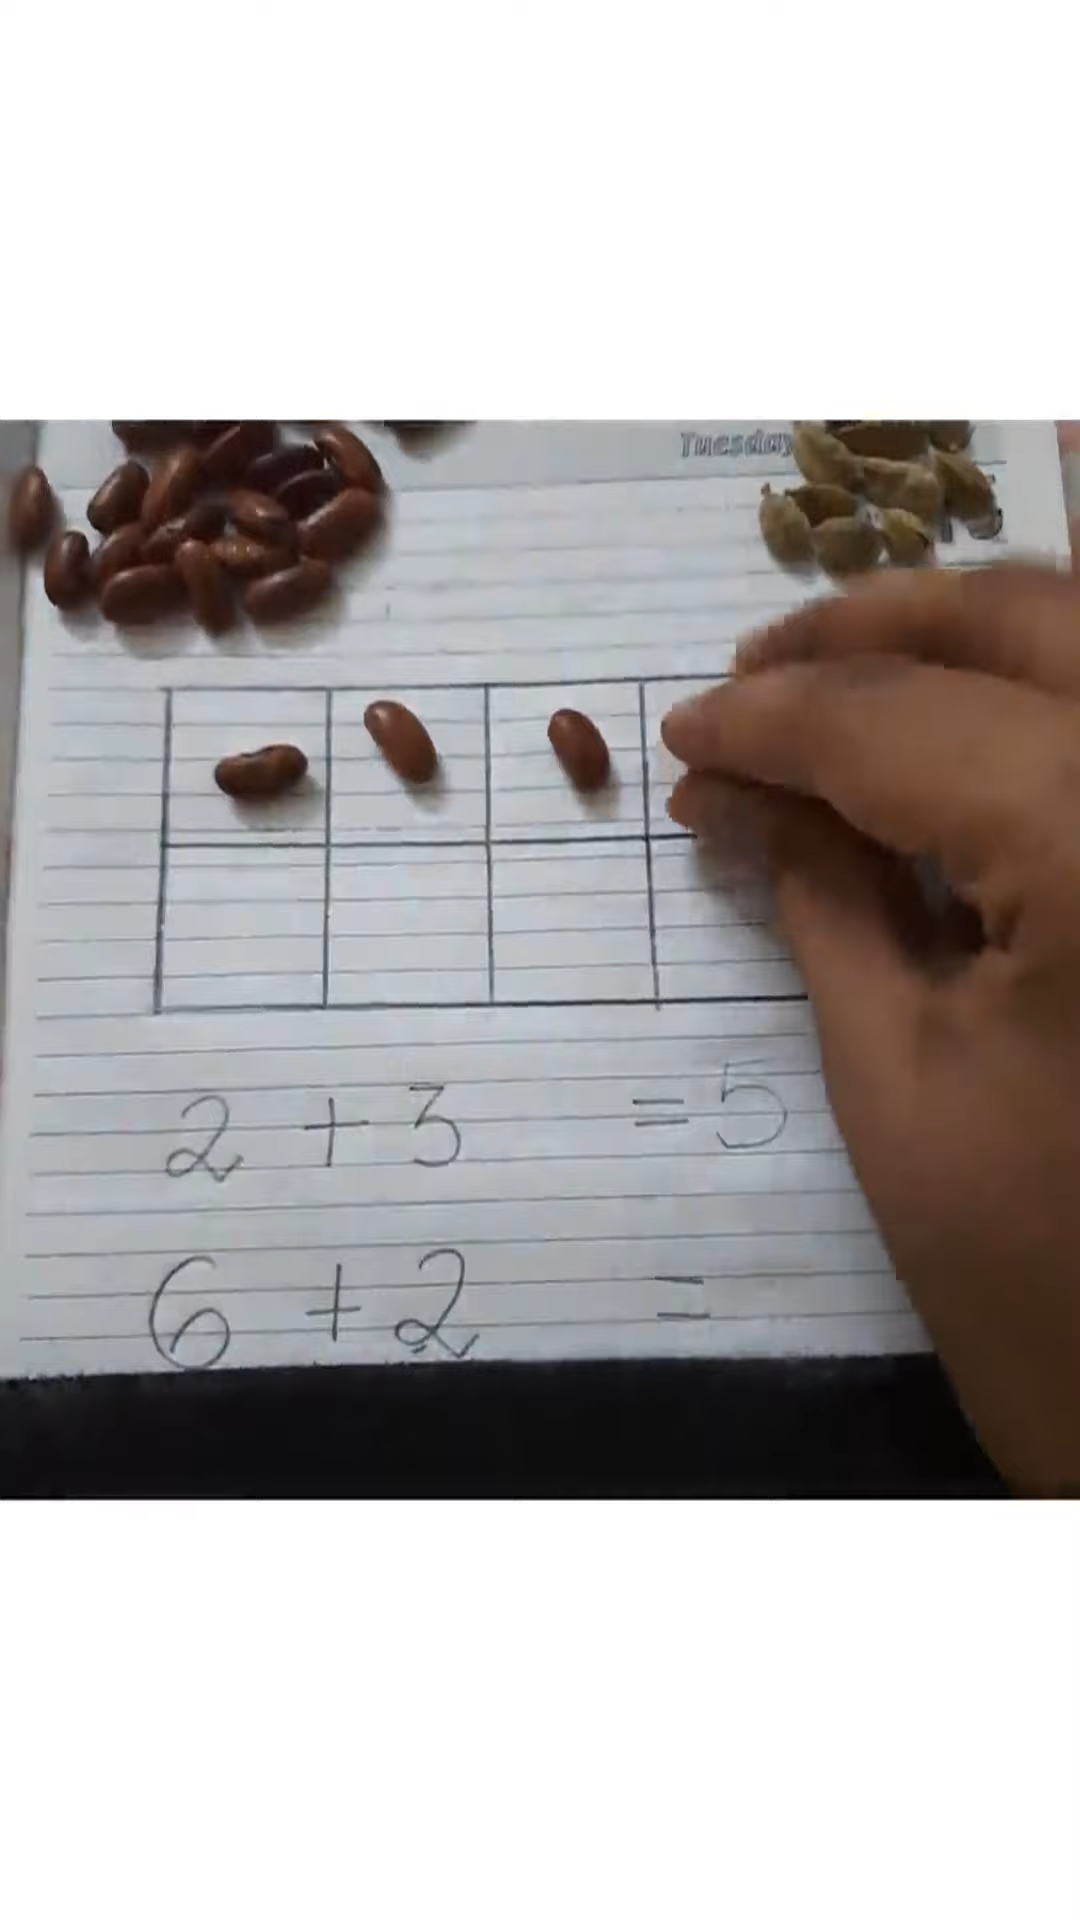 Tuesday
2 + 3 = 5
6 + 2 =